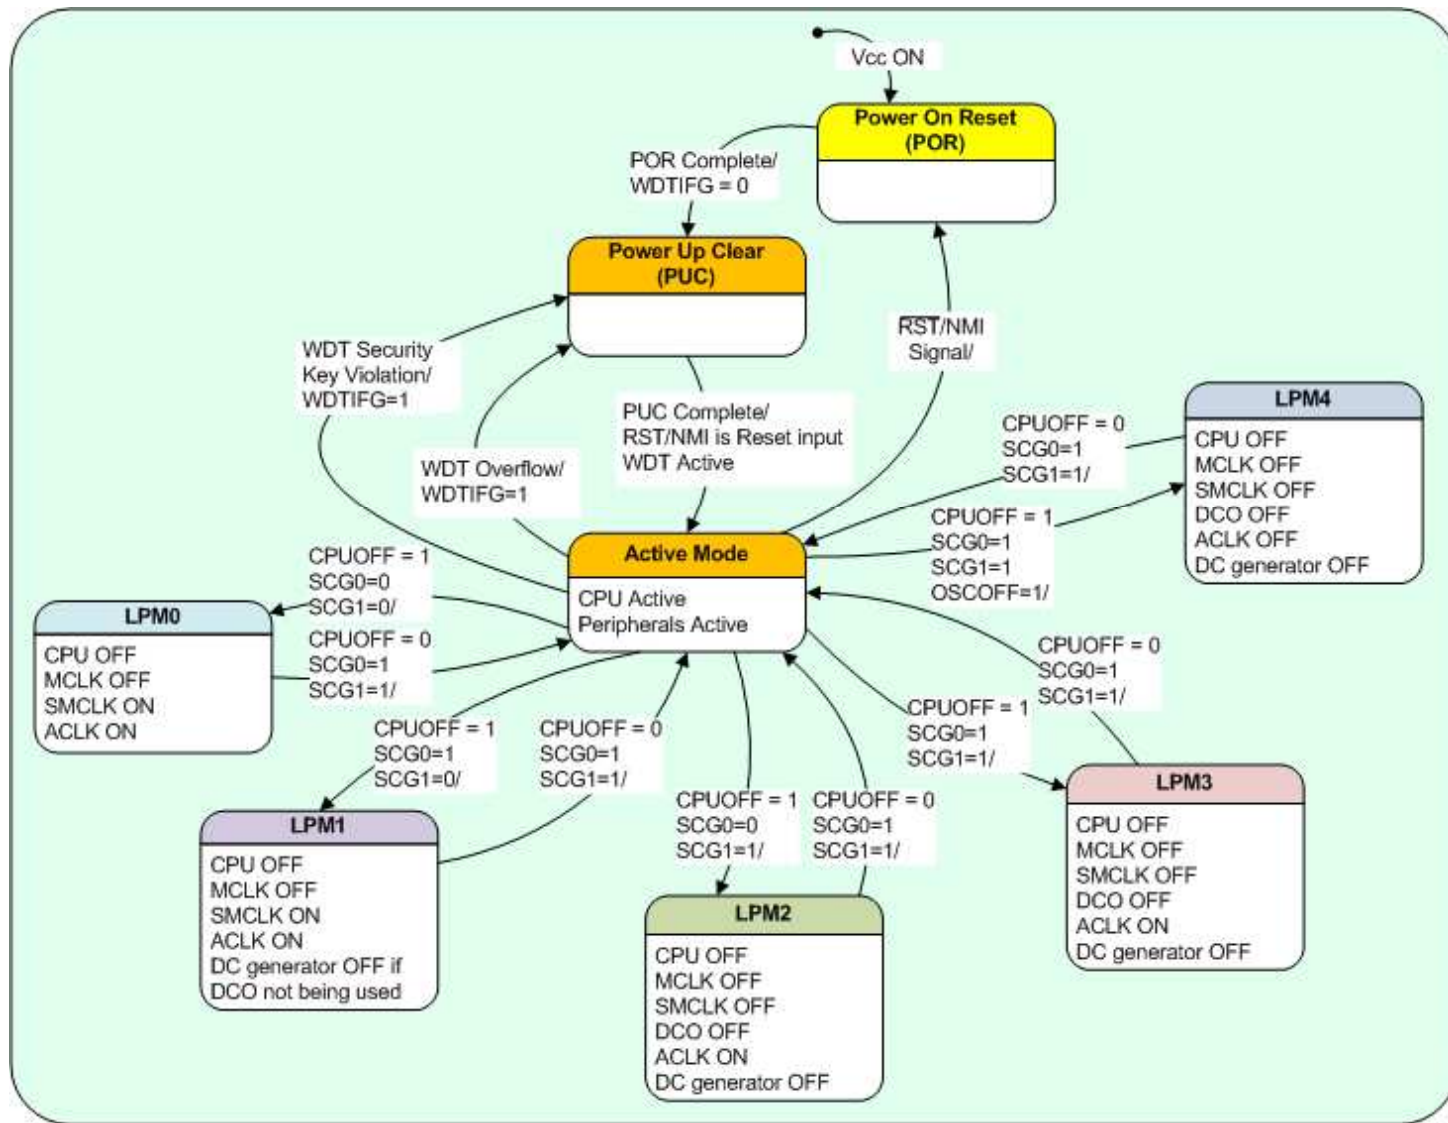 Vcc ON
Power On Reset
(POR)
POR Complete/
WDTIFG = 0
Power Up Clear
(PUC)
RST/NMI
Signal/
WDT Security
Key Violation/
WDTIFG=1
PUC Complete/
RST/NMI is Reset input
WDT Active
WDT Overflow/
WDTIFG=1
LPM4
CPU OFF
MCLK OFF
SMCLK OFF
DCO OFF
ACLK OFF
DC generator OFF
CPUOFF = 0
SCG0=1
SCG1=1/
CPUOFF = 1
SCG0=1
SCG1=1
OSCOFF=1/
Active Mode
CPU Active
Peripherals Active
CPUOFF = 1
SCG0=0
SCG1=0/
LPM0
CPU OFF
MCLK OFF
SMCLK ON
ACLK ON
CPUOFF = 0
SCG0=1
SCG1=1/
CPUOFF = 1
SCG0=1
SCG1=0/
CPUOFF = 0
SCG0=1
SCG1=1/
CPUOFF = 1
SCG0=0
SCG1=1/
CPUOFF = 0
SCG0=1
SCG1=1/
CPUOFF = 1
SCG0=1
SCG1=1/
CPUOFF = 0
SCG0=1
SCG1=1/
LPM1
CPU OFF
MCLK OFF
SMCLK ON
ACLK ON
DC generator OFF if
DCO not being used
LPM2
CPU OFF
MCLK OFF
SMCLK OFF
DCO OFF
ACLK ON
DC generator OFF
LPM3
CPU OFF
MCLK OFF
SMCLK OFF
DCO OFF
ACLK ON
DC generator OFF